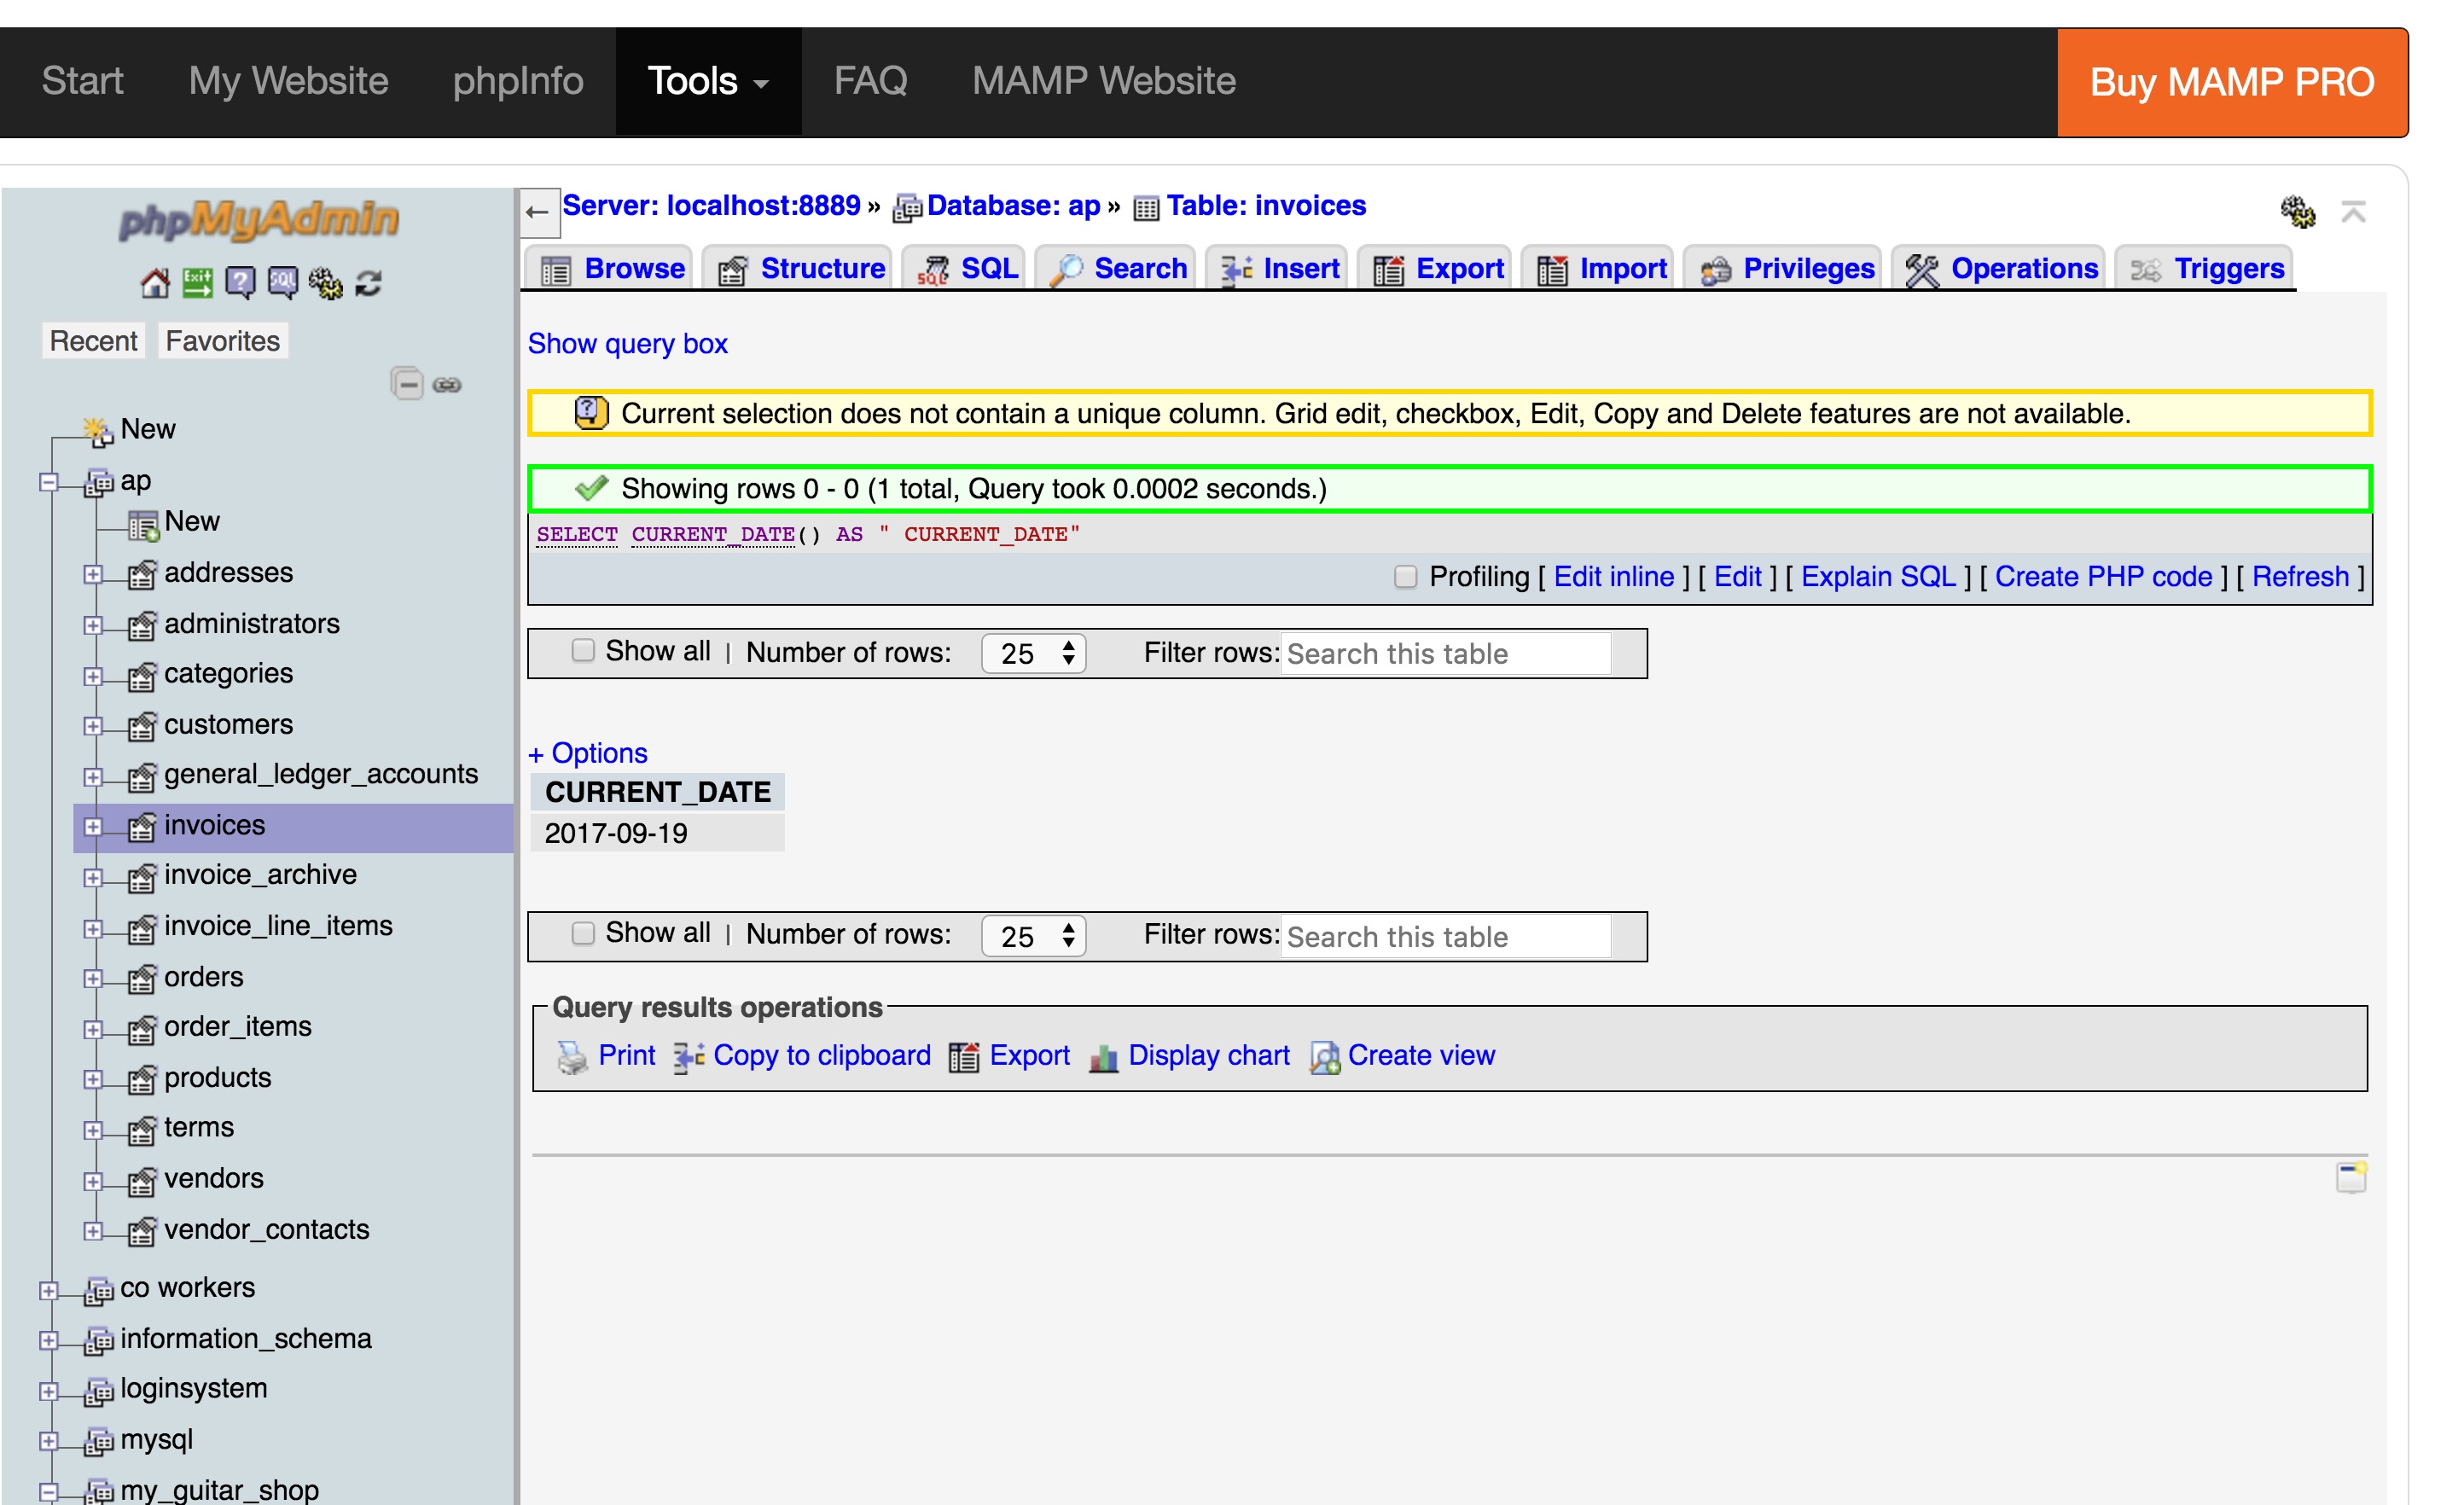 Start My Website phpInfo Tools FAQ MAMP Website Buy MAMP PRO
phpMyAdmin
Recent Favorites
New
ap
New
addresses
administrators
categories
customers
general_ledger_accounts
invoices
invoice_archive
invoice_line_items
orders
order_items
products
terms
vendors
vendor_contacts
co workers
information_schema
loginsystem
mysql
my_guitar_shop
Server: localhost:8889 » Database: ap » Table: invoices
Browse Structure SQL Search Insert Export Import Privileges Operations Triggers
Show query box
Current selection does not contain a unique column. Grid edit, checkbox, Edit, Copy and Delete features are not available.
Showing rows 0 - 0 (1 total, Query took 0.0002 seconds.)
SELECT CURRENT_DATE() AS " CURRENT_DATE"
Profiling [ Edit inline ] [ Edit ] [ Explain SQL ] [ Create PHP code ] [ Refresh ]
Show all | Number of rows: 25 Filter rows: Search this table
+ Options
CURRENT_DATE
2017-09-19
Show all | Number of rows: 25 Filter rows: Search this table
Query results operations
Print Copy to clipboard Export Display chart Create view